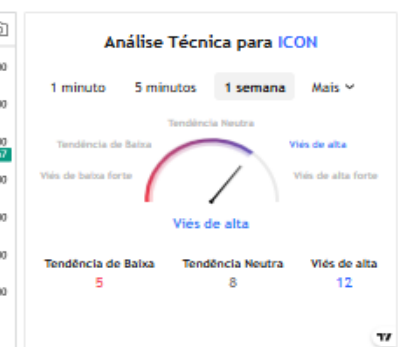 Análise Técnica para ICON
1 minuto 5 minutos 1 semana Mais
Tendência Neutra
Tendência de Baixa Viés de alta
Viés de baixa forte Viés de alta forte
Viés de alta
Tendência de Baixa Tendência Neutra Viés de alta
5 8 12